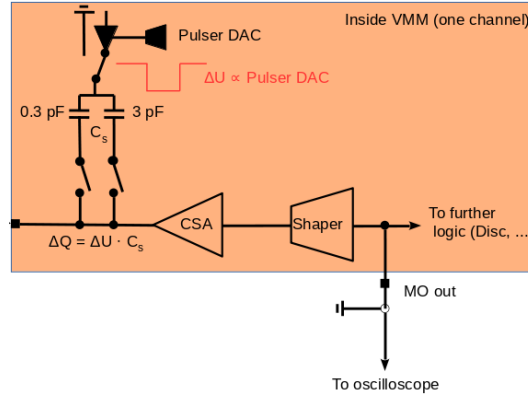 Inside VMM (one channel)
Pulser DAC
ΔU ∝ Pulser DAC
0.3 pF
3 pF
Cs
CSA
Shaper
To further
logic (Disc, ...
ΔQ = ΔU · Cs
MO out
To oscilloscope